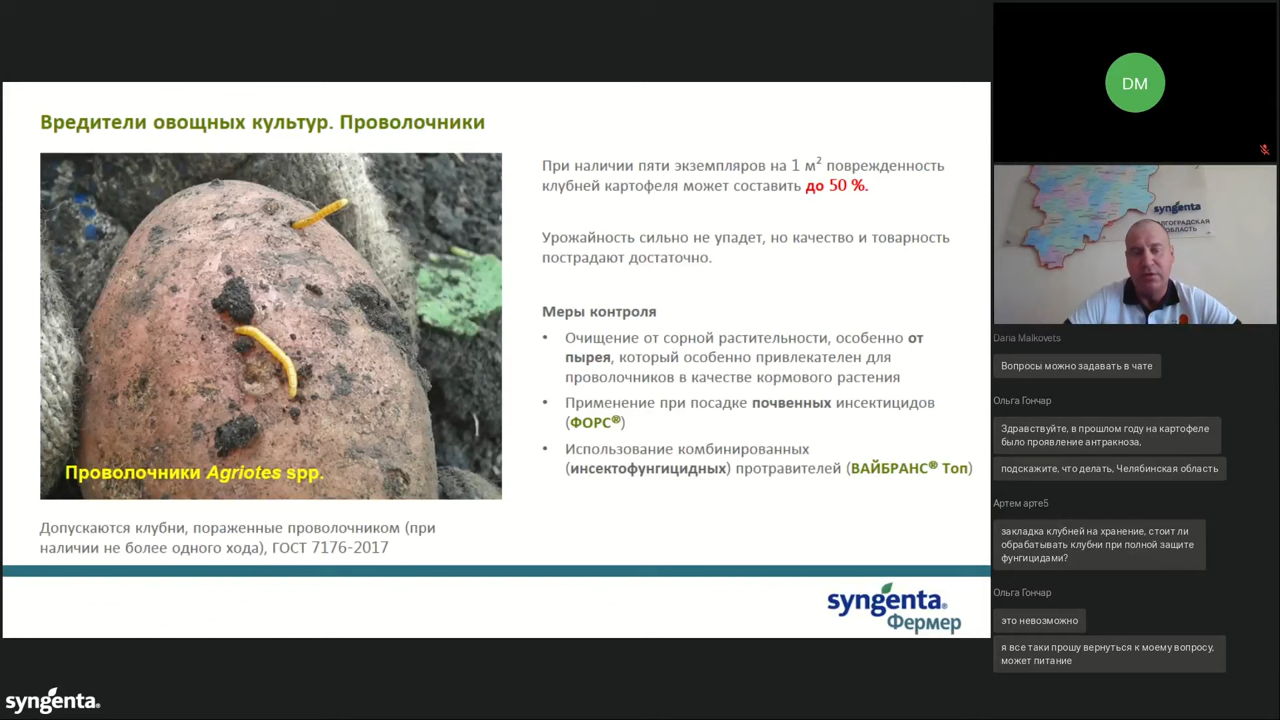 Вредители овощных культур. Проволочники
Проволочники Agriotes spp.
Допускаются клубни, пораженные проволочником (при
наличии не более одного хода), ГОСТ 7176-2017
При наличии пяти экземпляров на 1 м² поврежденность
клубней картофеля может составить до 50 %.
Урожайность сильно не упадет, но качество и товарность
пострадают достаточно.
Меры контроля
• Очищение от сорной растительности, особенно от
пырея, который особенно привлекателен для
проволочников в качестве кормового растения
• Применение при посадке почвенных инсектицидов
(ФОРС®)
• Использование комбинированных
(инсектофунгицидных) протравителей (ВАЙБРАНС® Топ)
syngenta®
Фермер
syngenta®
DM
syngenta
ВОЛГОГРАДСКАЯ
ОБЛАСТЬ
Daria Malkovets
Вопросы можно задавать в чате
Ольга Гончар
Здравствуйте, в прошлом году на картофеле
было проявление антракноза,
подскажите, что делать, Челябинская область
Артем арте5
закладка клубней на хранение, стоит ли
обрабатывать клубни при полной защите
фунгицидами?
Ольга Гончар
это невозможно
я все таки прошу вернуться к моему вопросу,
может питание